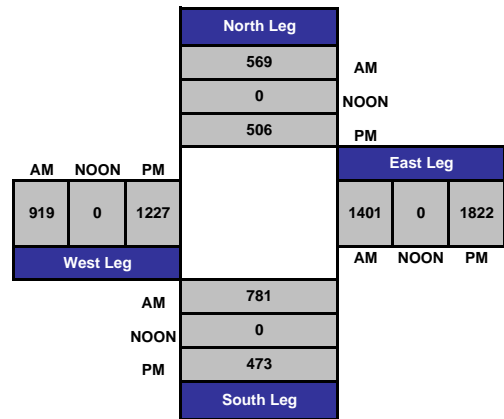 North Leg
569 AM
0 NOON
506 PM
AM NOON PM
East Leg
919 0 1227
1401 0 1822
West Leg
AM NOON PM
AM 781
NOON 0
PM 473
South Leg